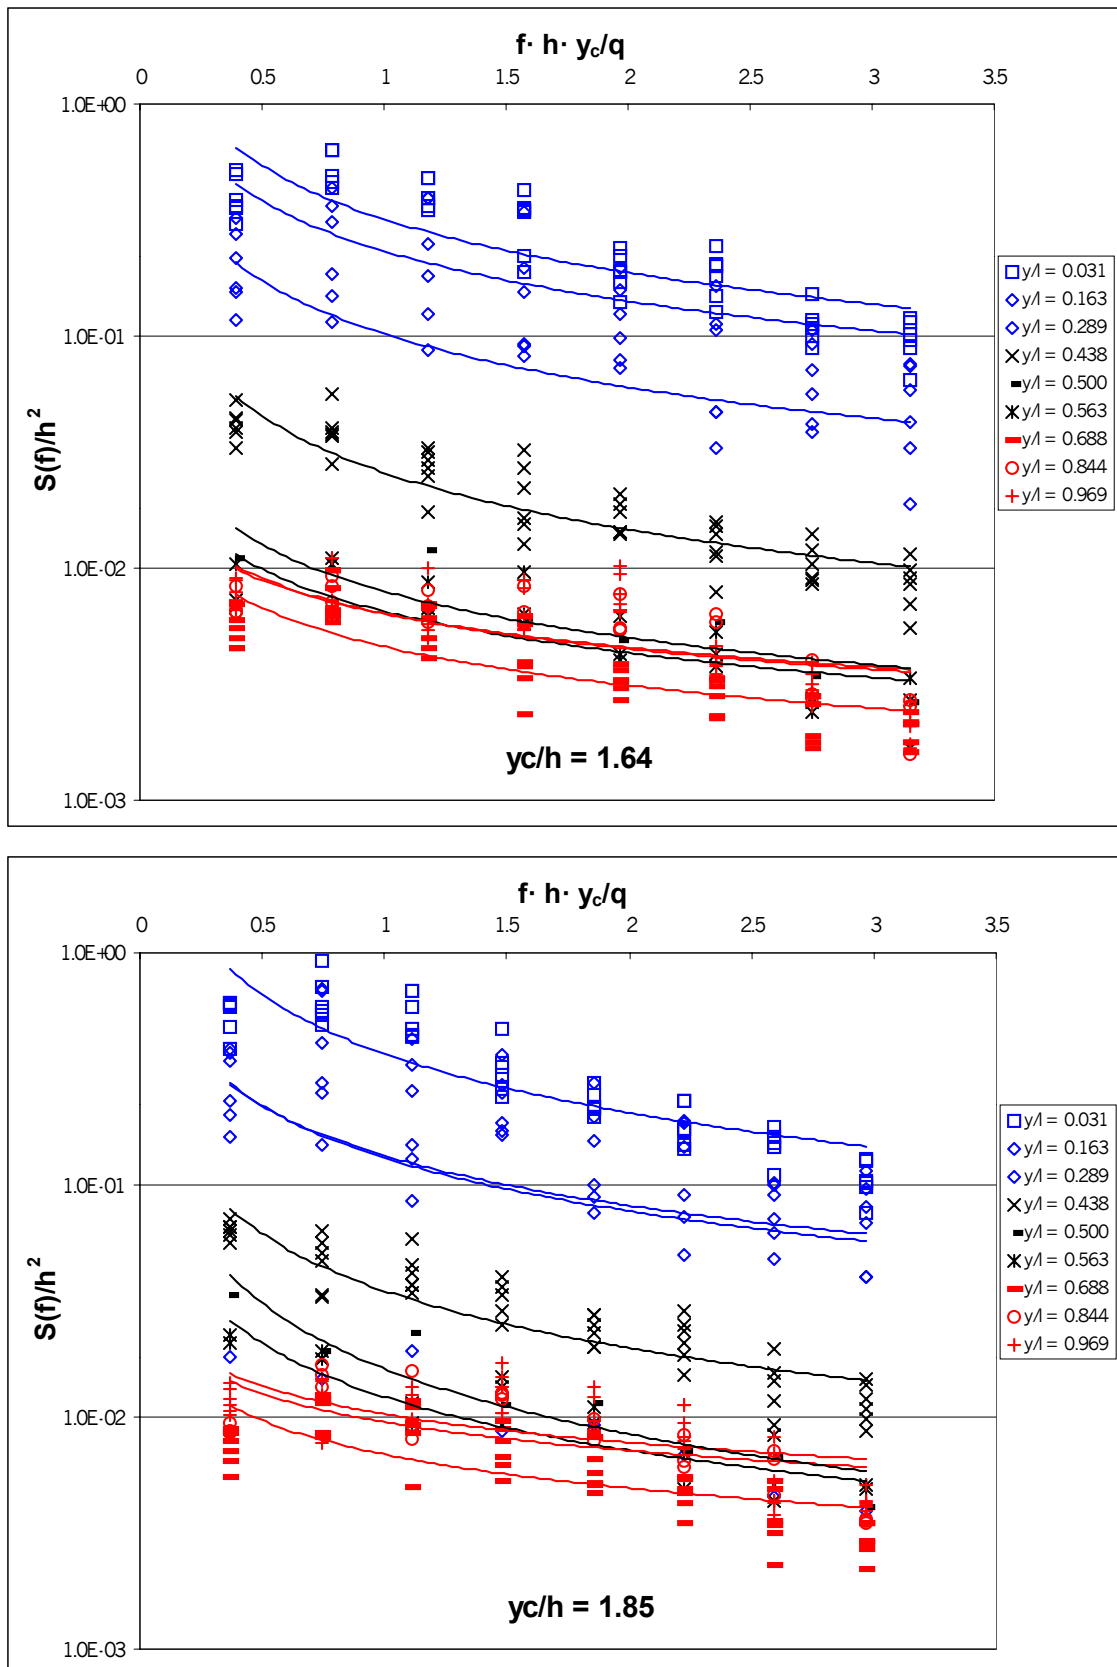 f· h· yc/q
0 0.5 1 1.5 2 2.5 3 3.5
1.0E+00
1.0E-01
1.0E-02
1.0E-03
S(f)/h²
y/l = 0.031
y/l = 0.163
y/l = 0.289
y/l = 0.438
y/l = 0.500
y/l = 0.563
y/l = 0.688
y/l = 0.844
y/l = 0.969
yc/h = 1.64
f· h· yc/q
0 0.5 1 1.5 2 2.5 3 3.5
1.0E+00
1.0E-01
1.0E-02
1.0E-03
S(f)/h²
y/l = 0.031
y/l = 0.163
y/l = 0.289
y/l = 0.438
y/l = 0.500
y/l = 0.563
y/l = 0.688
y/l = 0.844
y/l = 0.969
yc/h = 1.85